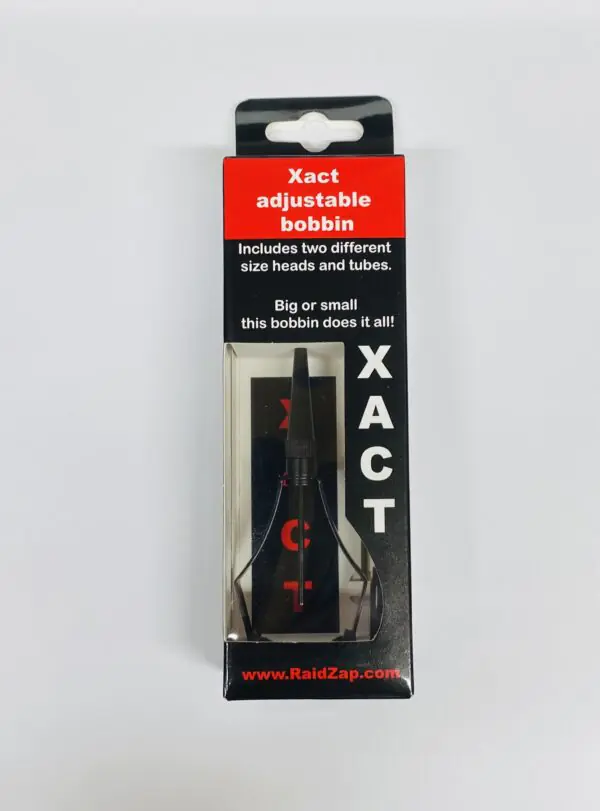 Xact
adjustable
bobbin
Includes two different
size heads and tubes.
Big or small
this bobbin does it all!
X
A
C
T
X
C
T
www.RaidZap.com